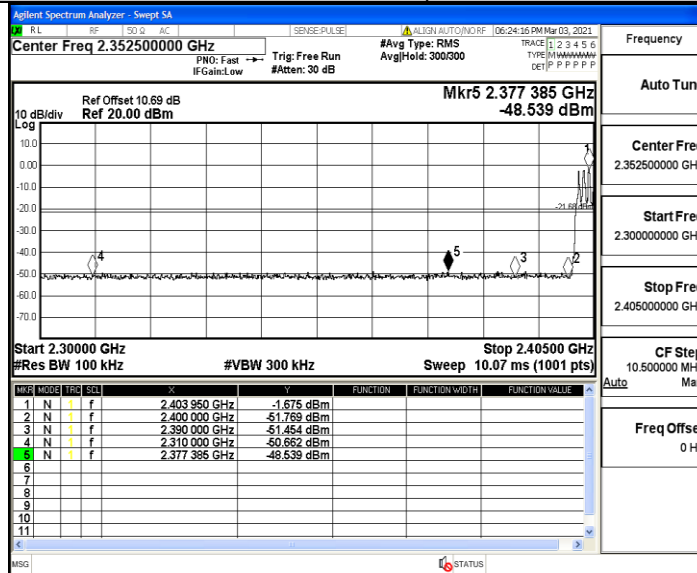 Agilent Spectrum Analyzer - Swept SA
RL RF 50 Ω AC SENSE:PULSE ALIGN AUTO/NO RF 06:24:16 PM Mar 03, 2021
Center Freq 2.352500000 GHz
PNO: Fast Trig: Free Run
IFGain:Low #Atten: 30 dB
#Avg Type: RMS
Avg|Hold: 300/300
TRACE 1 2 3 4 5 6
TYPE M WWWWW
DET P P P P P P
Ref Offset 10.69 dB
10 dB/div Ref 20.00 dBm
Mkr5 2.377 385 GHz
-48.539 dBm
Log
10.0
0.00
-10.0
-20.0
-30.0
-40.0
-50.0
-60.0
-70.0
1
4
5
3
2
Start 2.30000 GHz Stop 2.40500 GHz
#Res BW 100 kHz #VBW 300 kHz Sweep 10.07 ms (1001 pts)
MKR MODE TRC SCL X Y FUNCTION FUNCTION WIDTH FUNCTION VALUE
1 N 1 f 2.403 950 GHz -1.675 dBm
2 N 1 f 2.400 000 GHz -51.769 dBm
3 N 1 f 2.390 000 GHz -51.454 dBm
4 N 1 f 2.310 000 GHz -50.662 dBm
5 N 1 f 2.377 385 GHz -48.539 dBm
6
7
8
9
10
11
MSG STATUS
Frequency
Auto Tun
Center Fre
2.352500000 GH
Start Fre
2.300000000 GH
Stop Fre
2.405000000 GH
CF Step
10.500000 MH
Auto Ma
Freq Offse
0 H